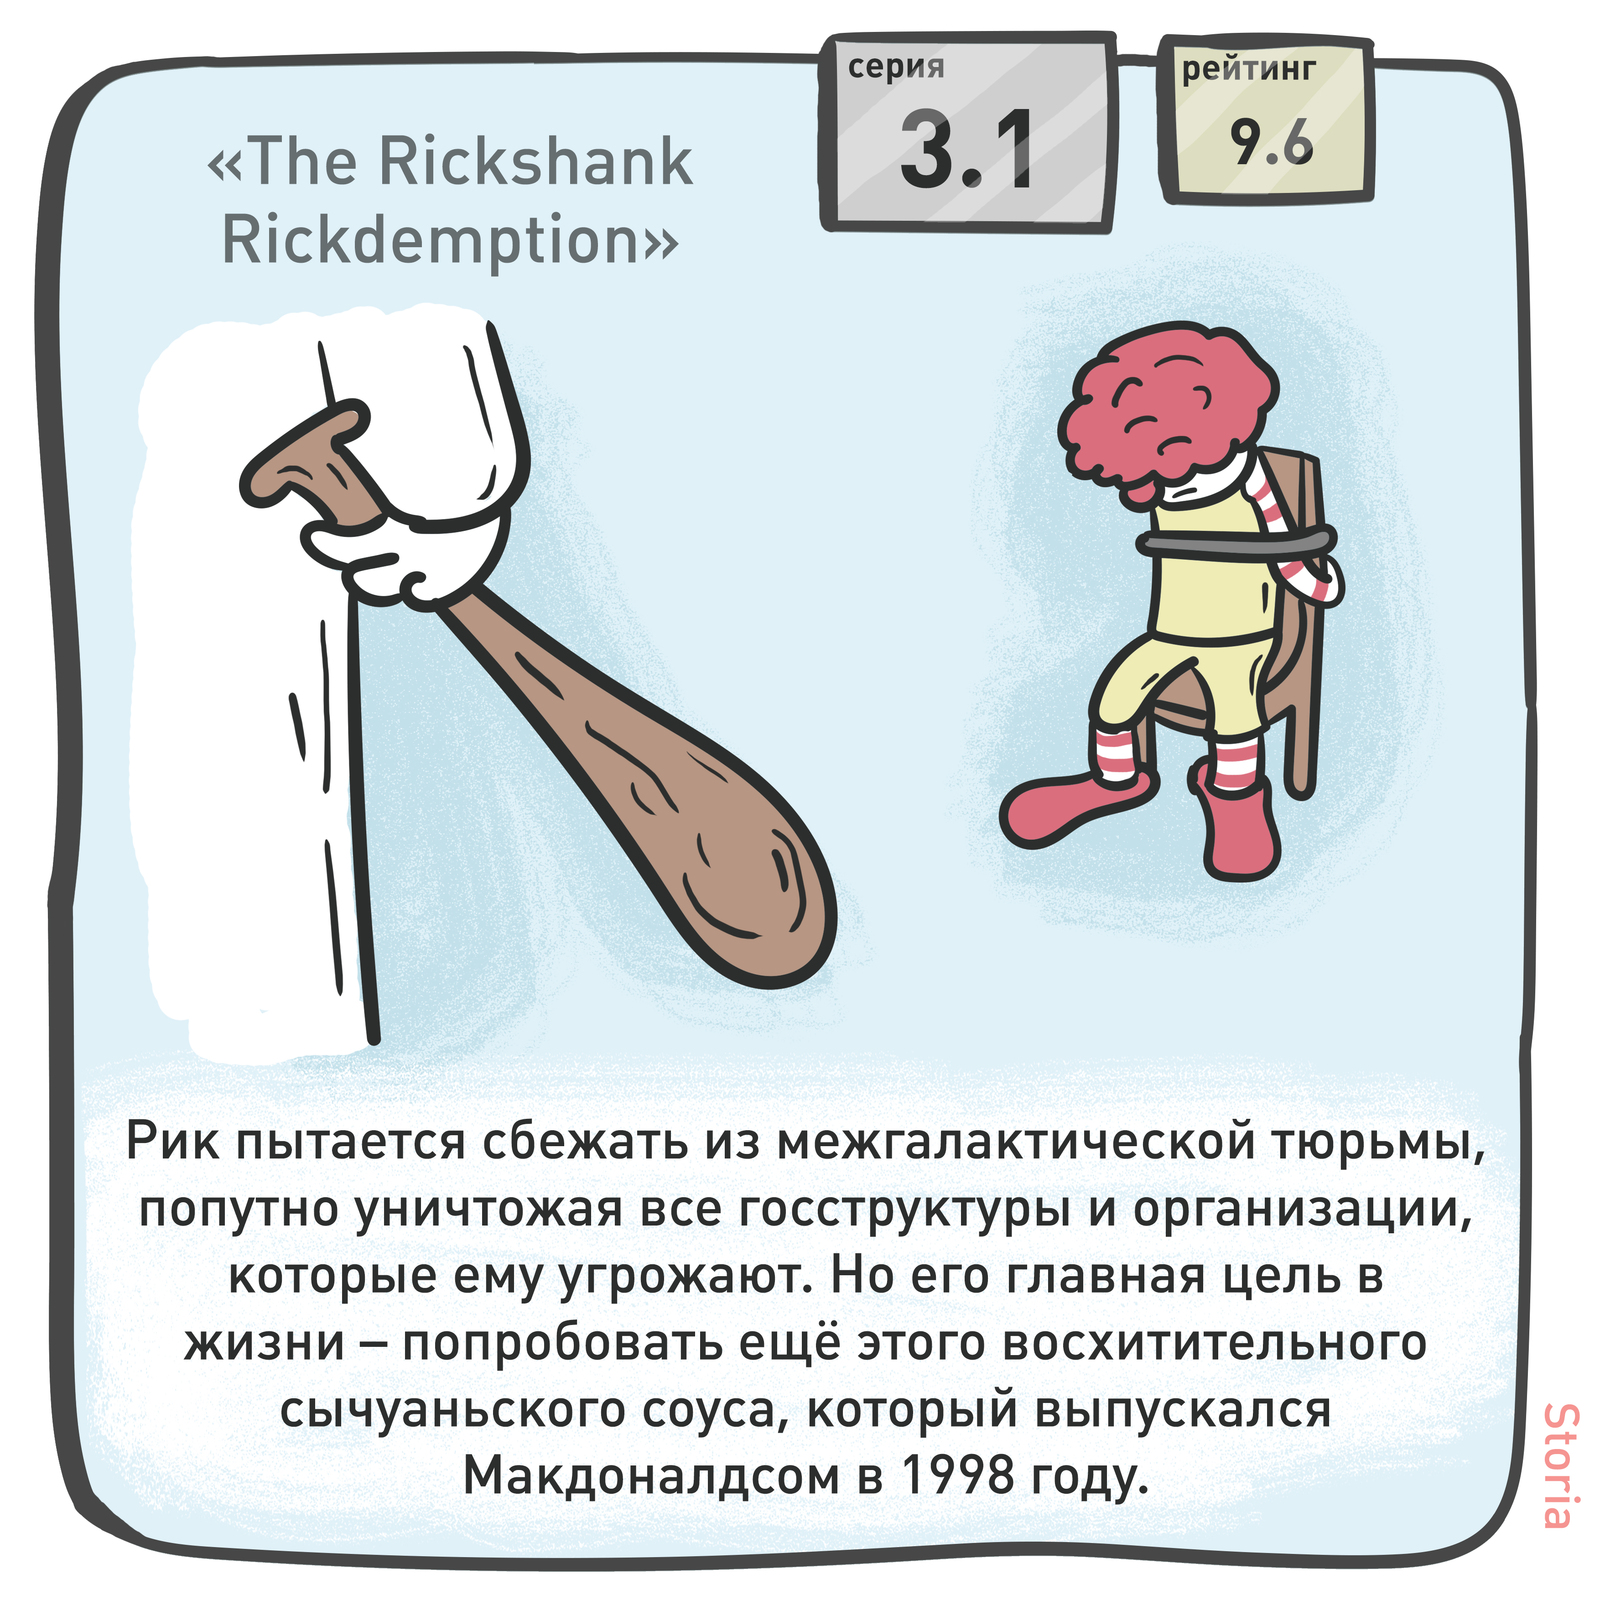 серия
3.1
рейтинг
9.6
«The Rickshank
Rickdemption»
Рик пытается сбежать из межгалактической тюрьмы,
попутно уничтожая все госструктуры и организации,
которые ему угрожают. Но его главная цель в
жизни – попробовать ещё этого восхитительного
сычуаньского соуса, который выпускался
Макдоналдсом в 1998 году.
Storia